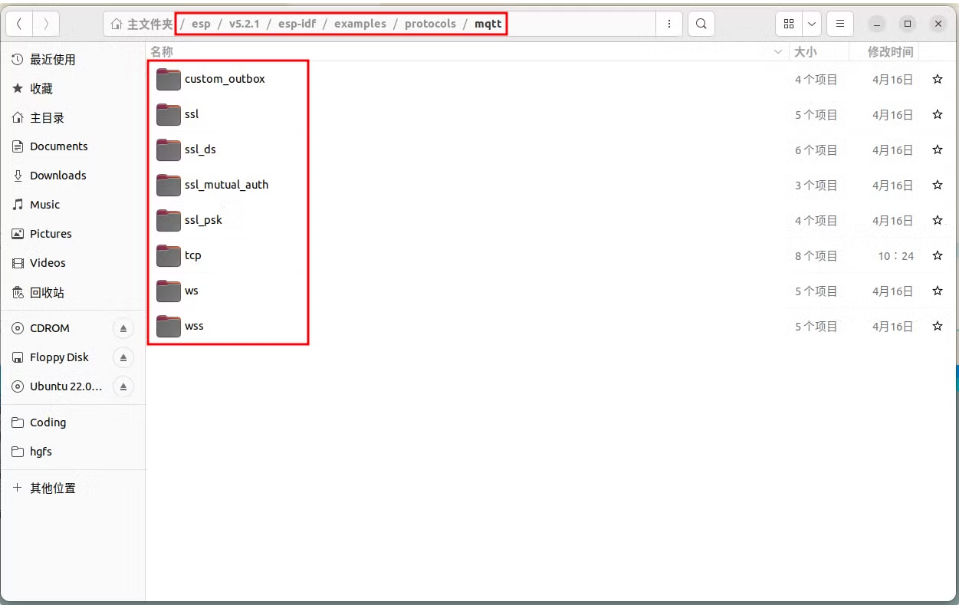 主文件夹 / esp / v5.2.1 / esp-idf / examples / protocols / mqtt
名称 大小 修改时间
最近使用
收藏
主目录
Documents
Downloads
Music
Pictures
Videos
回收站
CDROM
Floppy Disk
Ubuntu 22.0...
Coding
hgfs
+ 其他位置
custom_outbox 4个项目 4月16日
ssl 5个项目 4月16日
ssl_ds 6个项目 4月16日
ssl_mutual_auth 3个项目 4月16日
ssl_psk 4个项目 4月16日
tcp 8个项目 10：24
ws 5个项目 4月16日
wss 5个项目 4月16日